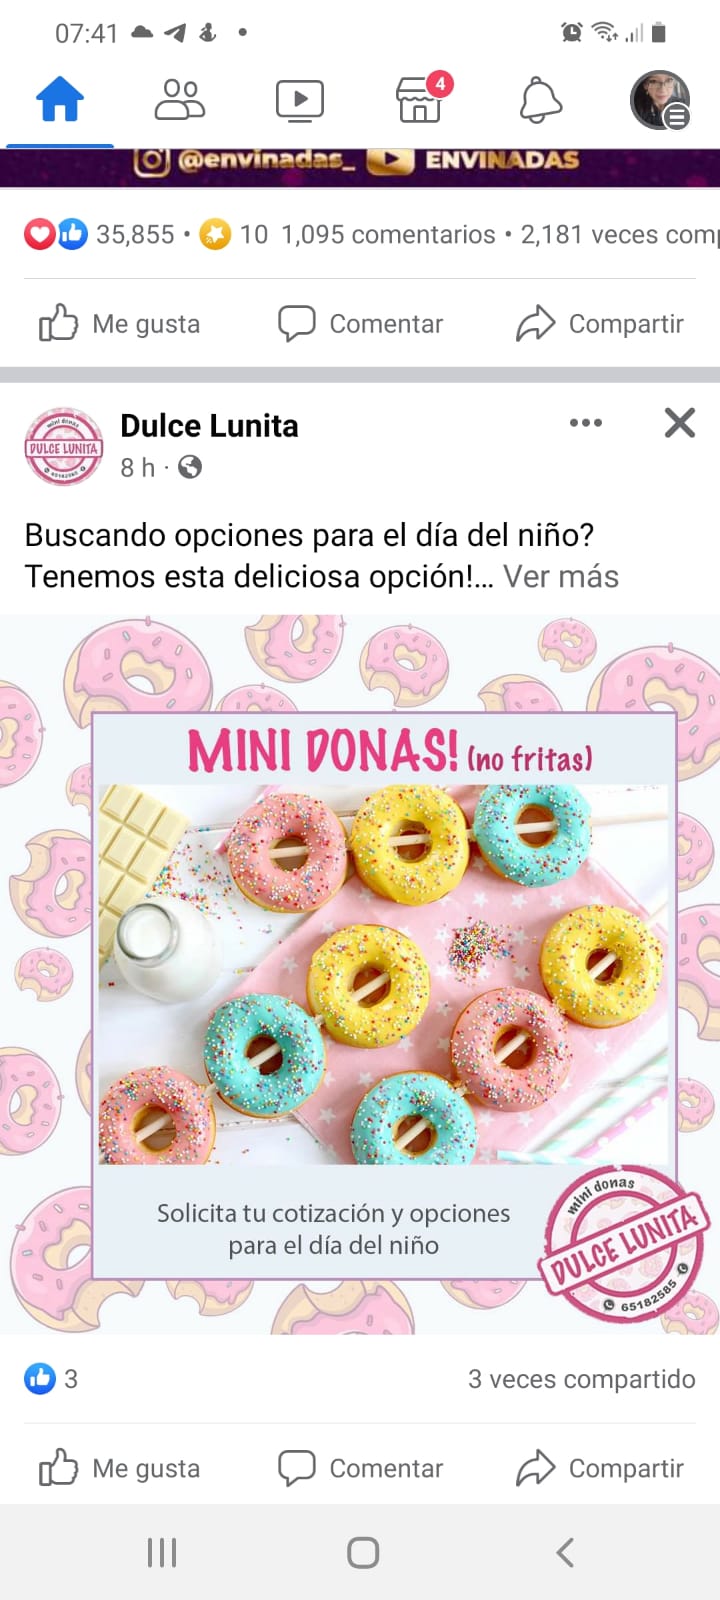 07:41
4
@envinadas_ ENVINADAS
35,855 • 10 1,095 comentarios • 2,181 veces com
Me gusta Comentar Compartir
Dulce Lunita
8 h ·
mini donas
DULCE LUNITA
65182585
Buscando opciones para el día del niño?
Tenemos esta deliciosa opción!... Ver más
MINI DONAS! (no fritas)
Solicita tu cotización y opciones
para el día del niño
mini donas
DULCE LUNITA
65182585
3 3 veces compartido
Me gusta Comentar Compartir